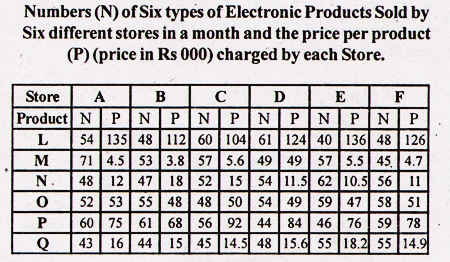 Numbers (N) of Six types of Electronic Products Sold by
Six different stores in a month and the price per product
(P) (price in Rs 000) charged by each Store.
Store A B C D E F
Product N P N P N P N P N P N P
L 54 135 48 112 60 104 61 124 40 136 48 126
M 71 4.5 53 3.8 57 5.6 49 49 57 5.5 45 4.7
N 48 12 47 18 52 15 54 11.5 62 10.5 56 11
O 52 53 55 48 48 50 54 49 59 47 58 51
P 60 75 61 68 56 92 44 84 46 76 59 78
Q 43 16 44 15 45 14.5 48 15.6 55 18.2 55 14.9